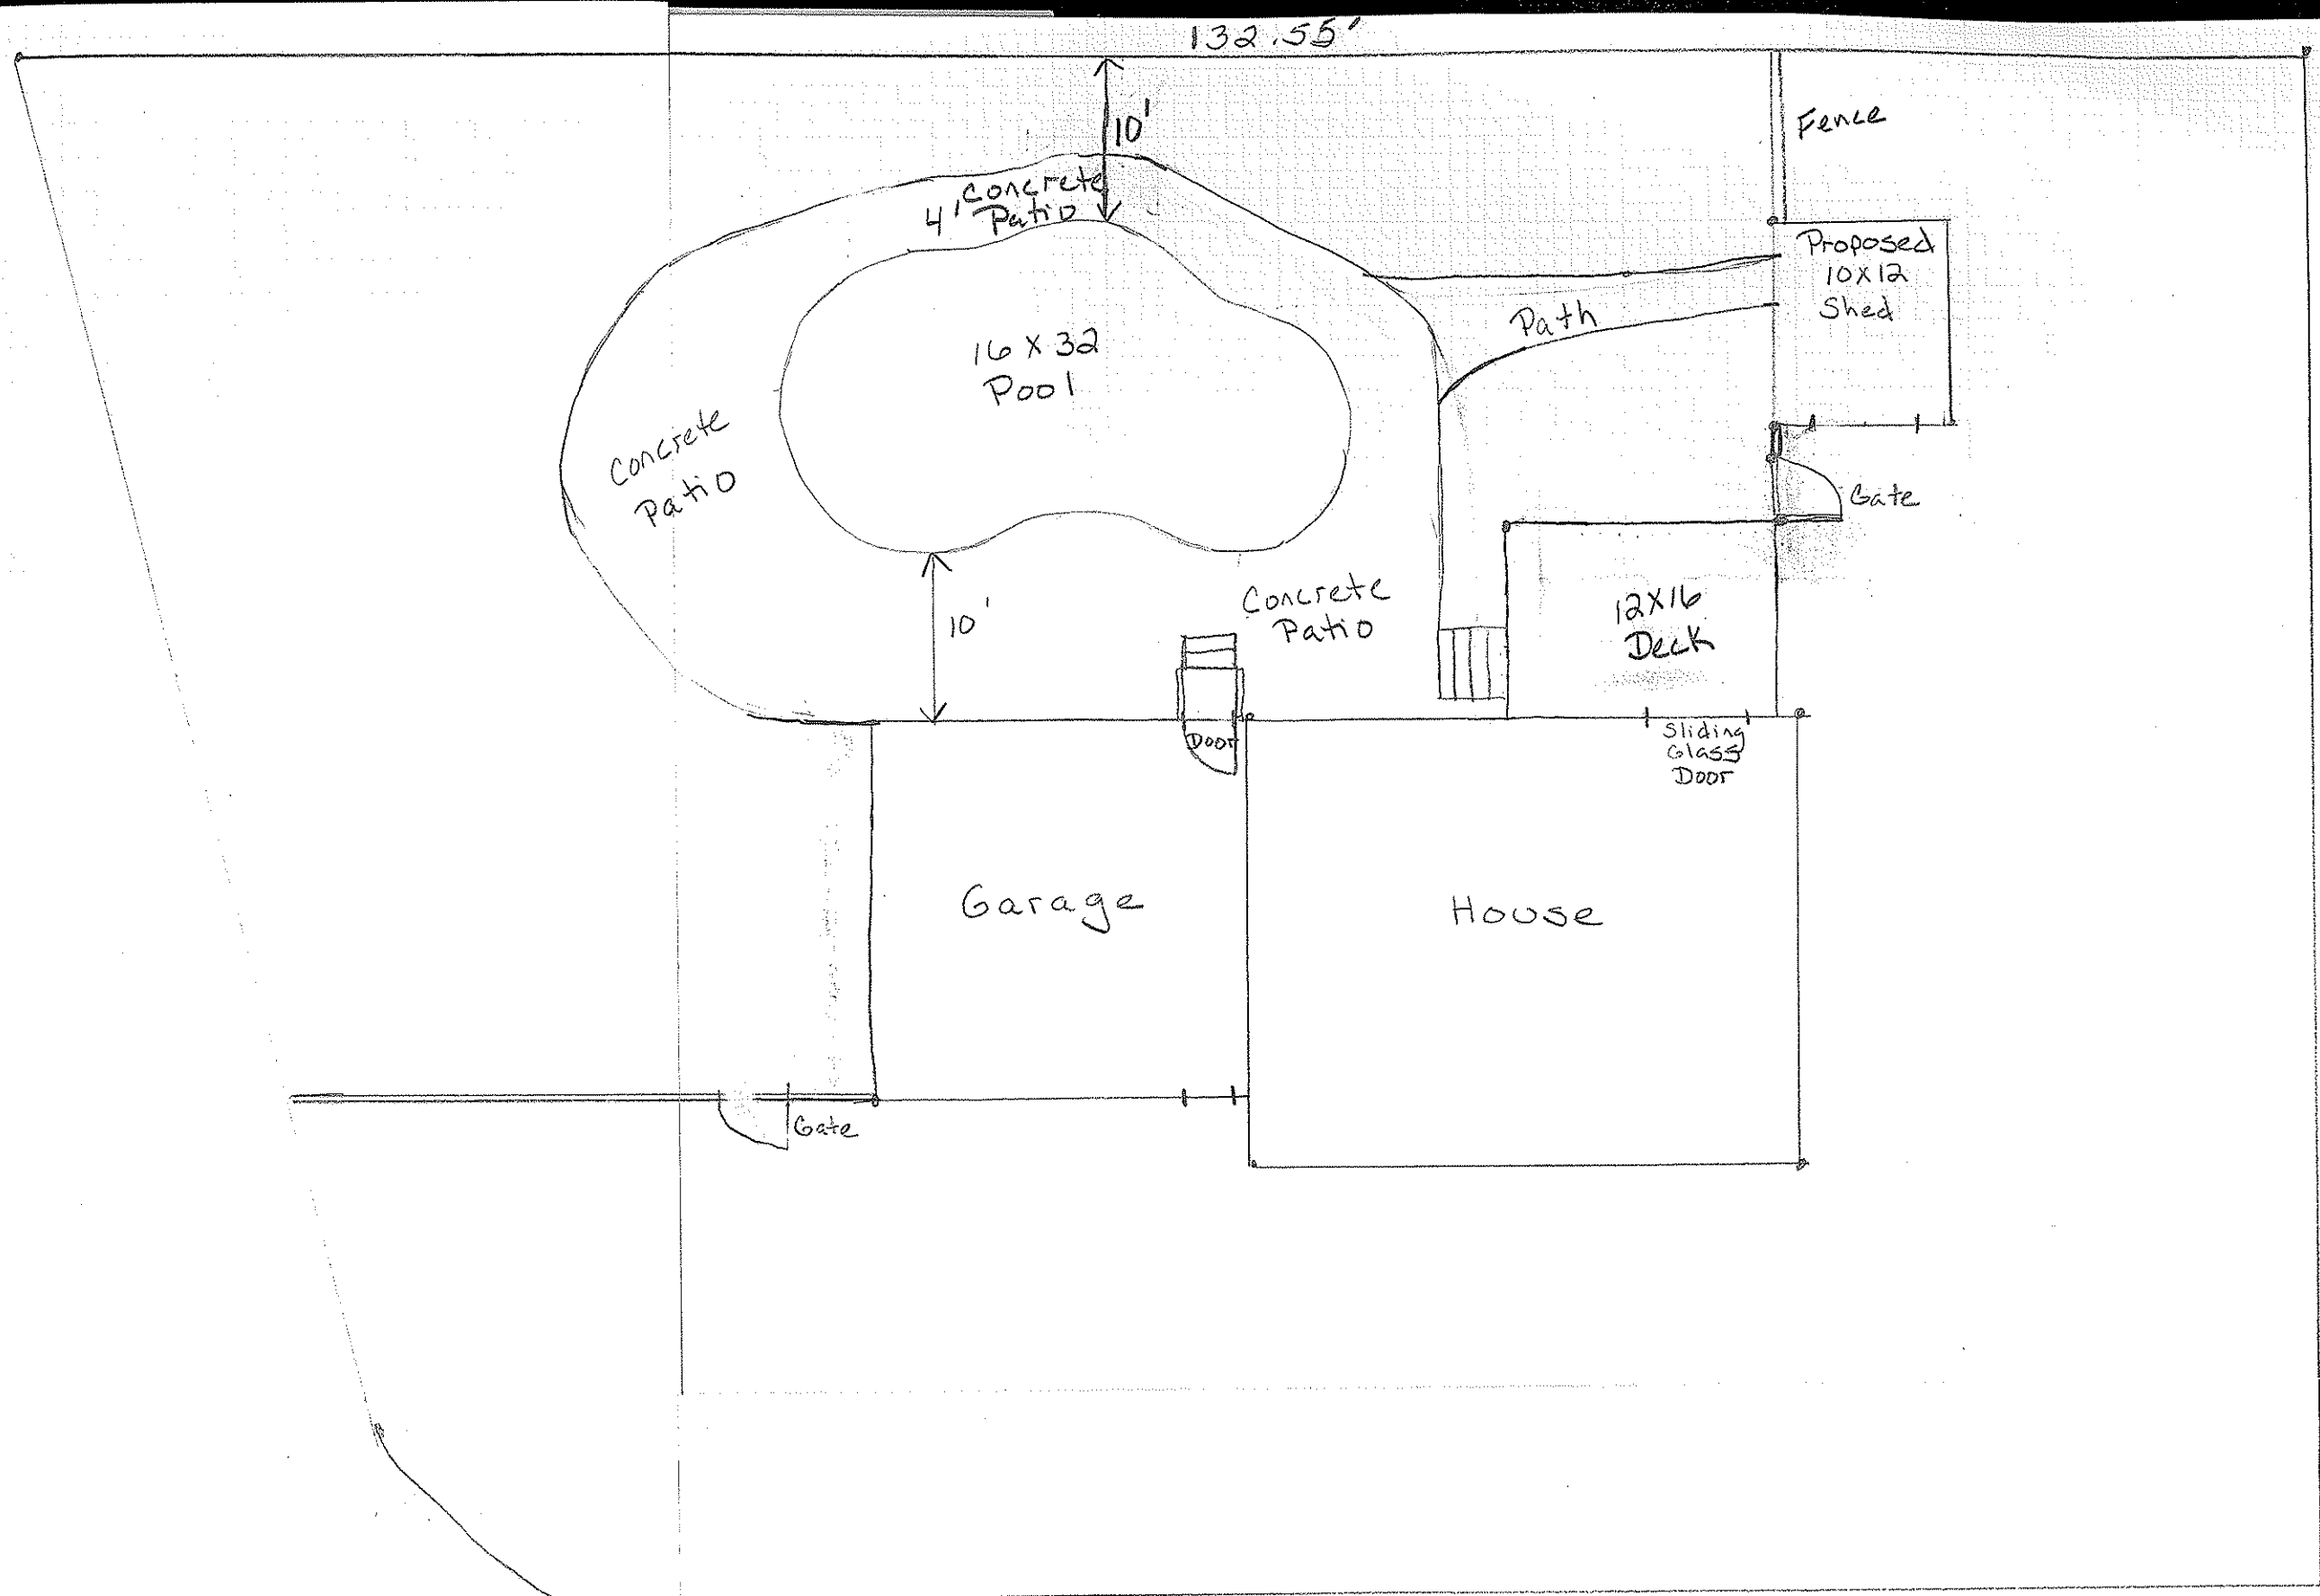 132.55'
10'
Fence
Concrete
4' Patio
Proposed
10X12
Shed
Path
16 X 32
Pool
Concrete
Patio
Gate
10'
Concrete
Patio
12X16
Deck
Door
Sliding
Glass
Door
Garage
House
Gate